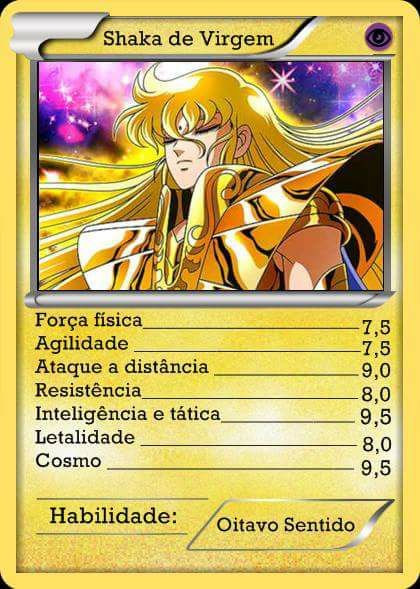 Shaka de Virgem
Força física 7,5
Agilidade 7,5
Ataque a distância 9,0
Resistência 8,0
Inteligência e tática 9,5
Letalidade 8,0
Cosmo 9,5
Habilidade: Oitavo Sentido